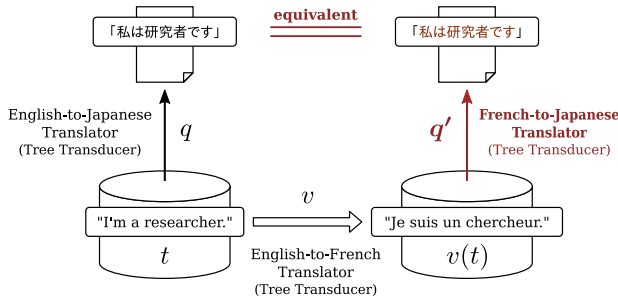 「私は研究者です」
equivalent
「私は研究者です」
English-to-Japanese
Translator
(Tree Transducer)
q
q′
French-to-Japanese
Translator
(Tree Transducer)
"I'm a researcher."
t
v
English-to-French
Translator
(Tree Transducer)
"Je suis un chercheur."
v(t)